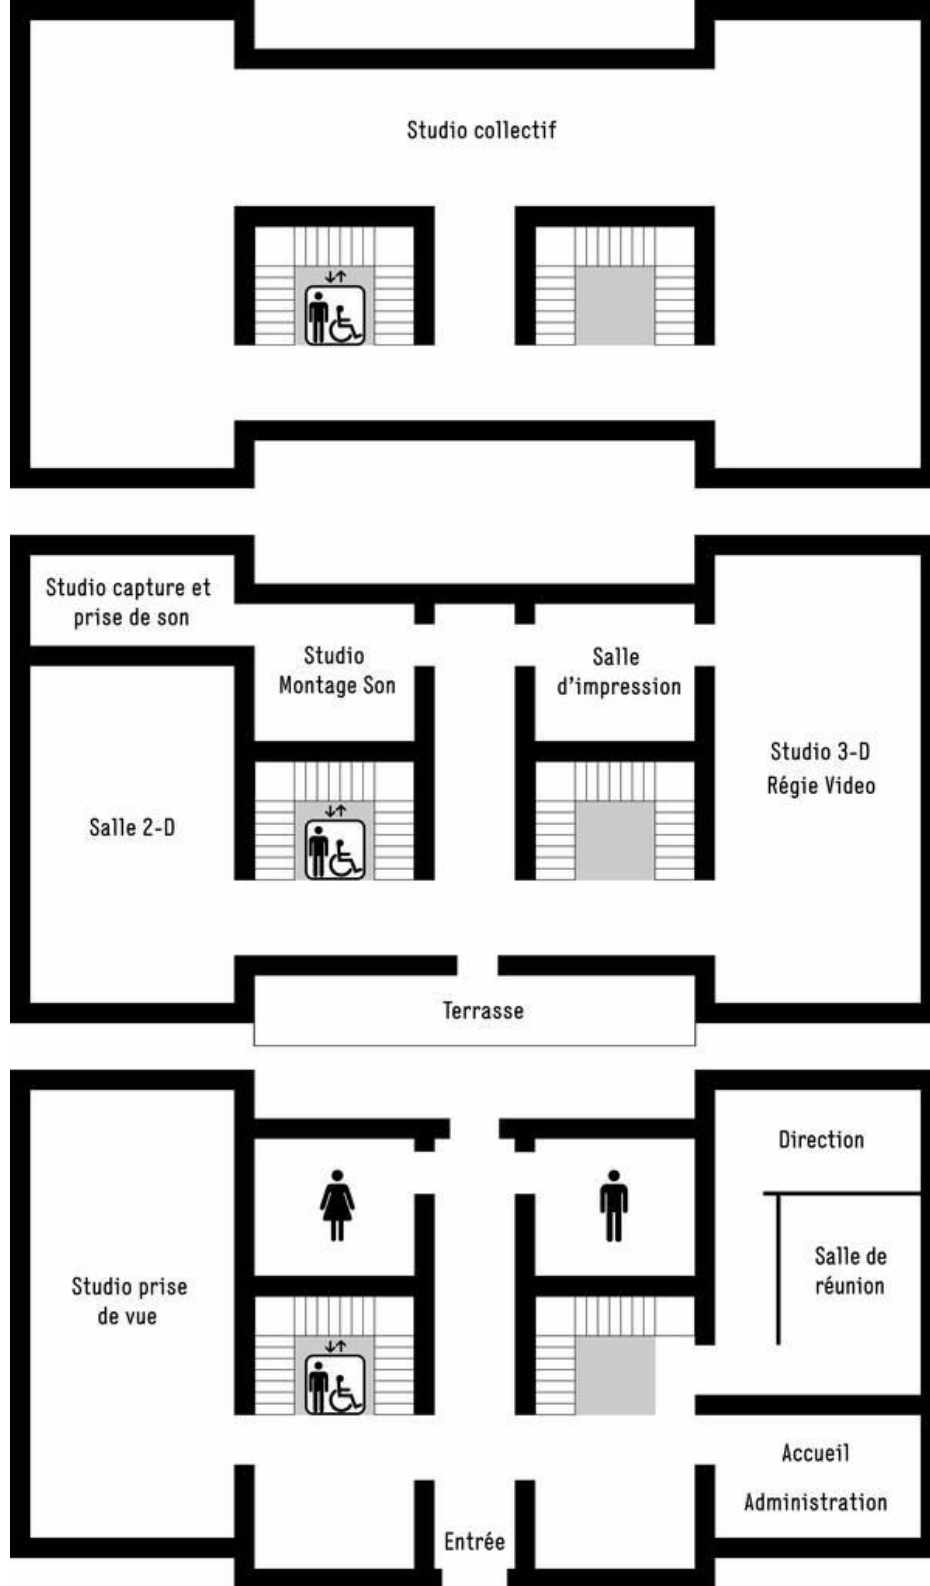 Studio collectif
Studio capture et
prise de son
Studio
Montage Son
Salle
d'impression
Studio 3-D
Régie Video
Salle 2-D
Terrasse
Direction
Salle de
réunion
Studio prise
de vue
Accueil
Administration
Entrée